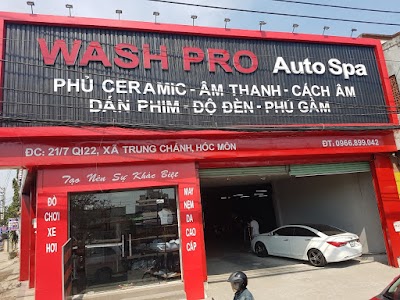 WASH PRO Auto Spa
PHỦ CERAMIC - ÂM THANH - CÁCH ÂM
DÁN PHIM - ĐỘ ĐÈN - PHỦ GẦM
ĐC: 21/7 QL22, XÃ TRUNG CHÁNH, HÓC MÔN
ĐT: 0966.899.042
Tạo Nên Sự Khác Biệt
ĐỒ
CHƠI
XE
HƠI
MAY
NỆM
DA
CAO
CẤP